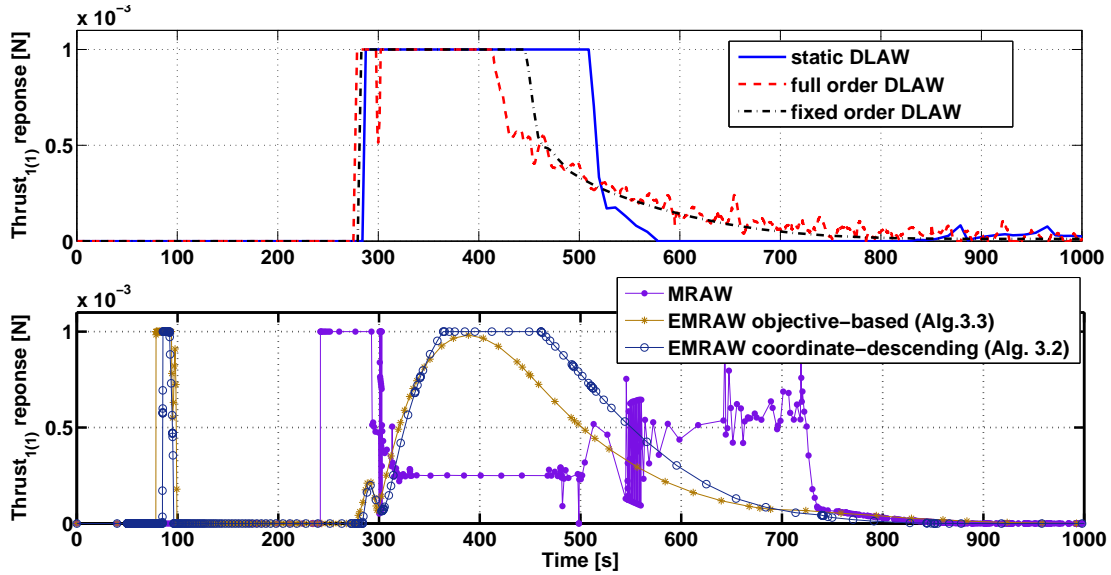 x 10⁻³
Thrust₁₍₁₎ reponse [N]
1
0.5
0
0 100 200 300 400 500 600 700 800 900 1000
static DLAW
full order DLAW
fixed order DLAW
x 10⁻³
Thrust₁₍₁₎ reponse [N]
1
0.5
0
0 100 200 300 400 500 600 700 800 900 1000
Time [s]
MRAW
EMRAW objective−based (Alg.3.3)
EMRAW coordinate−descending (Alg. 3.2)